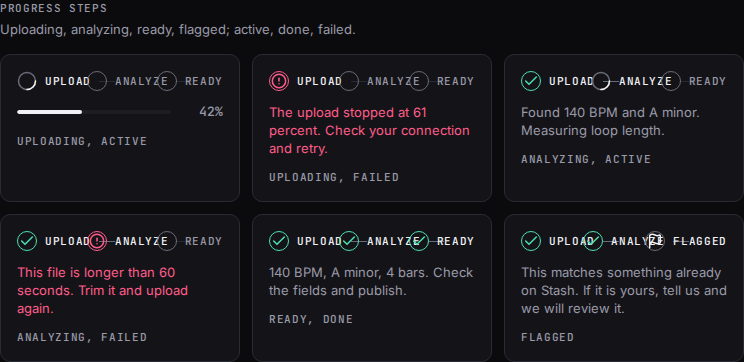 PROGRESS STEPS
Uploading, analyzing, ready, flagged; active, done, failed.
UPLOAD ANALYZE READY
42%
UPLOADING, ACTIVE
UPLOAD ANALYZE READY
The upload stopped at 61
percent. Check your connection
and retry.
UPLOADING, FAILED
UPLOAD ANALYZE READY
Found 140 BPM and A minor.
Measuring loop length.
ANALYZING, ACTIVE
UPLOAD ANALYZE READY
This file is longer than 60
seconds. Trim it and upload
again.
ANALYZING, FAILED
UPLOAD ANALYZE READY
140 BPM, A minor, 4 bars. Check
the fields and publish.
READY, DONE
UPLOAD ANALYZE FLAGGED
This matches something already
on Stash. If it is yours, tell us and
we will review it.
FLAGGED